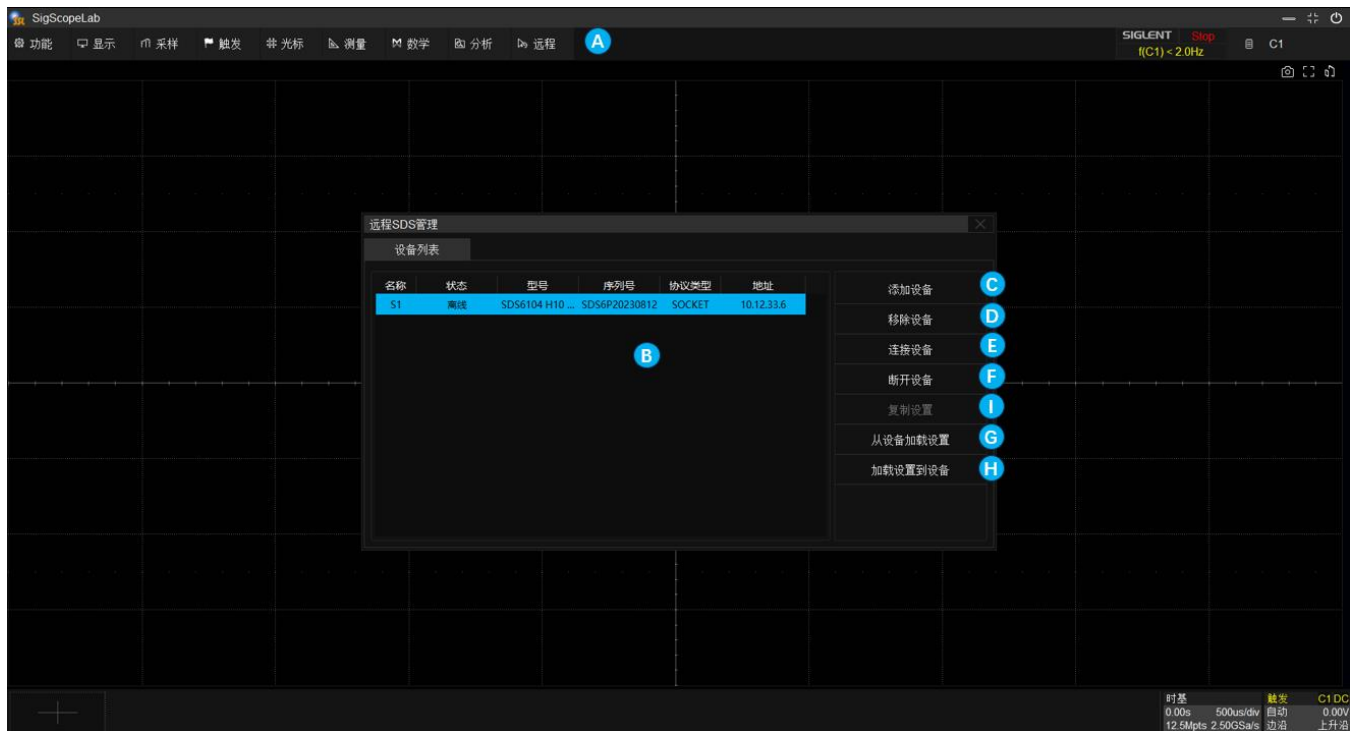 SigScopeLab
功能 显示 采样 触发 光标 测量 数学 分析 远程 A
SIGLENT Stop
f(C1) < 2.0Hz
C1
远程SDS管理
设备列表
名称 状态 型号 序列号 协议类型 地址
S1 离线 SDS6104 H10 ... SDS6P20230812 SOCKET 10.12.33.6
B
添加设备 C
移除设备 D
连接设备 E
断开设备 F
复制设置 I
从设备加载设置 G
加载设置到设备 H
时基
0.00s 500us/div
12.5Mpts 2.50GSa/s
触发 C1 DC
自动 0.00V
边沿 上升沿